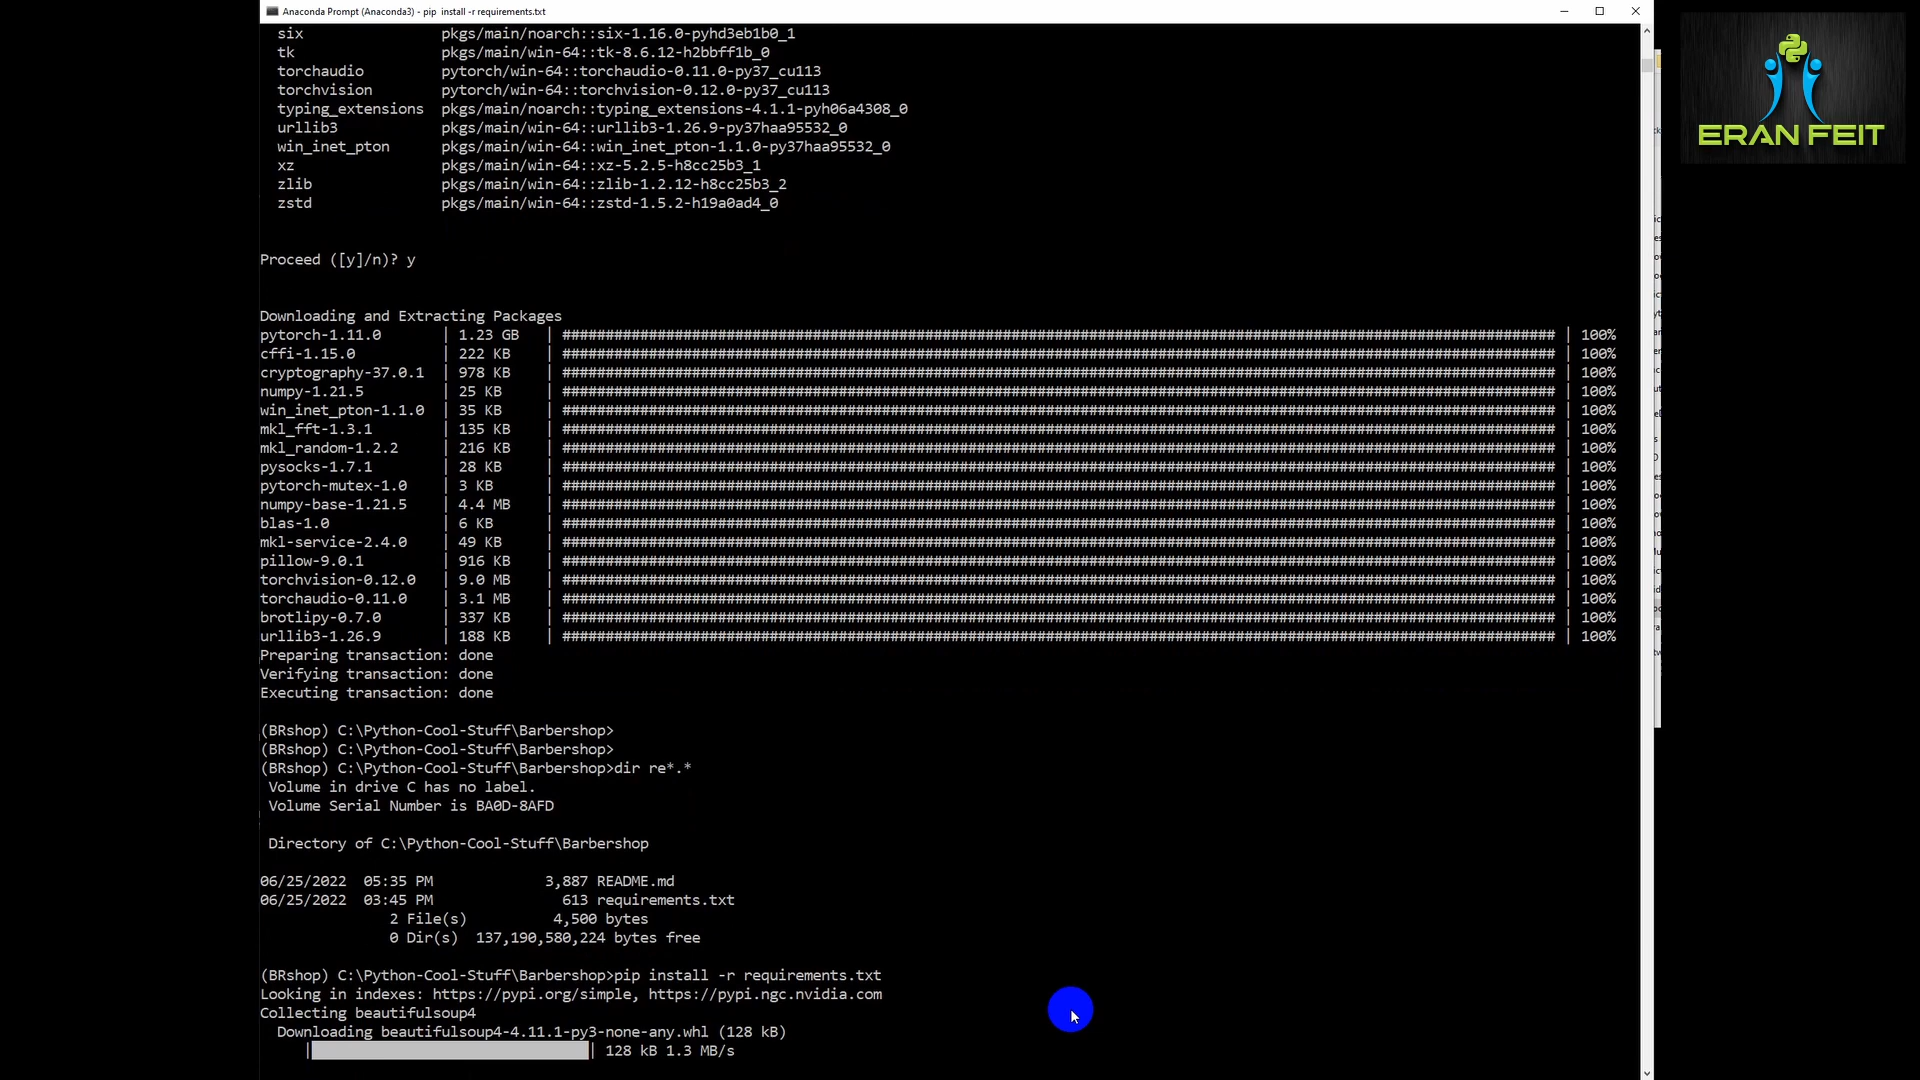 Anaconda Prompt (Anaconda3) - pip install -r requirements.txt
six pkgs/main/noarch::six-1.16.0-pyhd3eb1b0_1
tk pkgs/main/win-64::tk-8.6.12-h2bbff1b_0
torchaudio pytorch/win-64::torchaudio-0.11.0-py37_cu113
torchvision pytorch/win-64::torchvision-0.12.0-py37_cu113
typing_extensions pkgs/main/noarch::typing_extensions-4.1.1-pyh06a4308_0
urllib3 pkgs/main/win-64::urllib3-1.26.9-py37haa95532_0
win_inet_pton pkgs/main/win-64::win_inet_pton-1.1.0-py37haa95532_0
xz pkgs/main/win-64::xz-5.2.5-h8cc25b3_1
zlib pkgs/main/win-64::zlib-1.2.12-h8cc25b3_2
zstd pkgs/main/win-64::zstd-1.5.2-h19a0ad4_0
Proceed ([y]/n)? y
Downloading and Extracting Packages
pytorch-1.11.0 | 1.23 GB | ################################################################################################################### | 100%
cffi-1.15.0 | 222 KB | ################################################################################################################### | 100%
cryptography-37.0.1 | 978 KB | ################################################################################################################### | 100%
numpy-1.21.5 | 25 KB | ################################################################################################################### | 100%
win_inet_pton-1.1.0 | 35 KB | ################################################################################################################### | 100%
mkl_fft-1.3.1 | 135 KB | ################################################################################################################### | 100%
mkl_random-1.2.2 | 216 KB | ################################################################################################################### | 100%
pysocks-1.7.1 | 28 KB | ################################################################################################################### | 100%
pytorch-mutex-1.0 | 3 KB | ################################################################################################################### | 100%
numpy-base-1.21.5 | 4.4 MB | ################################################################################################################### | 100%
blas-1.0 | 6 KB | ################################################################################################################### | 100%
mkl-service-2.4.0 | 49 KB | ################################################################################################################### | 100%
pillow-9.0.1 | 916 KB | ################################################################################################################### | 100%
torchvision-0.12.0 | 9.0 MB | ################################################################################################################### | 100%
torchaudio-0.11.0 | 3.1 MB | ################################################################################################################### | 100%
brotlipy-0.7.0 | 337 KB | ################################################################################################################### | 100%
urllib3-1.26.9 | 188 KB | ################################################################################################################### | 100%
Preparing transaction: done
Verifying transaction: done
Executing transaction: done
(BRshop) C:\Python-Cool-Stuff\Barbershop>
(BRshop) C:\Python-Cool-Stuff\Barbershop>
(BRshop) C:\Python-Cool-Stuff\Barbershop>dir re*.*
Volume in drive C has no label.
Volume Serial Number is BA0D-8AFD
Directory of C:\Python-Cool-Stuff\Barbershop
06/25/2022 05:35 PM 3,887 README.md
06/25/2022 03:45 PM 613 requirements.txt
2 File(s) 4,500 bytes
0 Dir(s) 137,190,580,224 bytes free
(BRshop) C:\Python-Cool-Stuff\Barbershop>pip install -r requirements.txt
Looking in indexes: https://pypi.org/simple, https://pypi.ngc.nvidia.com
Collecting beautifulsoup4
Downloading beautifulsoup4-4.11.1-py3-none-any.whl (128 kB)
| | 128 kB 1.3 MB/s
ERAN FEIT